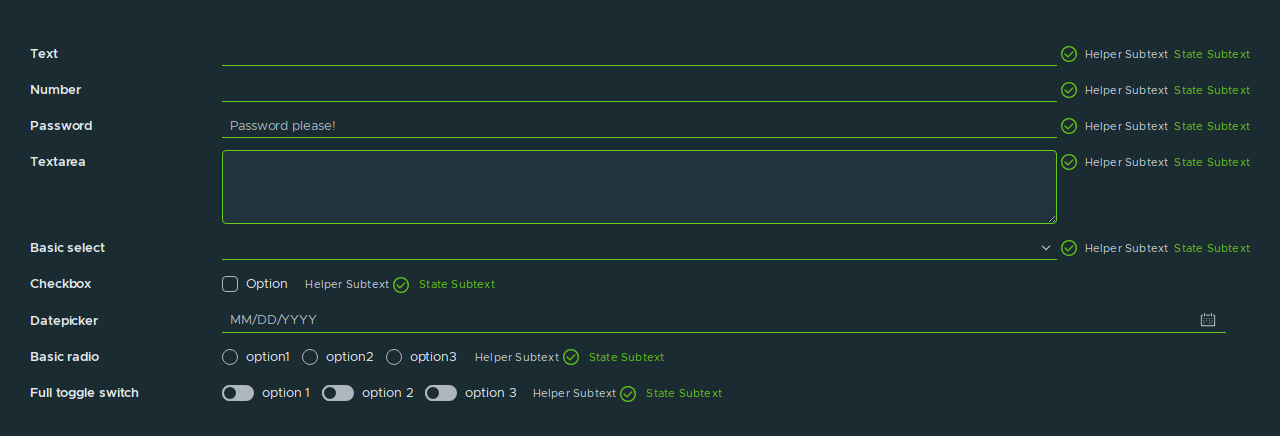 Text Helper Subtext State Subtext
Number Helper Subtext State Subtext
Password Password please! Helper Subtext State Subtext
Textarea Helper Subtext State Subtext
Basic select Helper Subtext State Subtext
Checkbox Option Helper Subtext State Subtext
Datepicker MM/DD/YYYY
Basic radio option1 option2 option3 Helper Subtext State Subtext
Full toggle switch option 1 option 2 option 3 Helper Subtext State Subtext